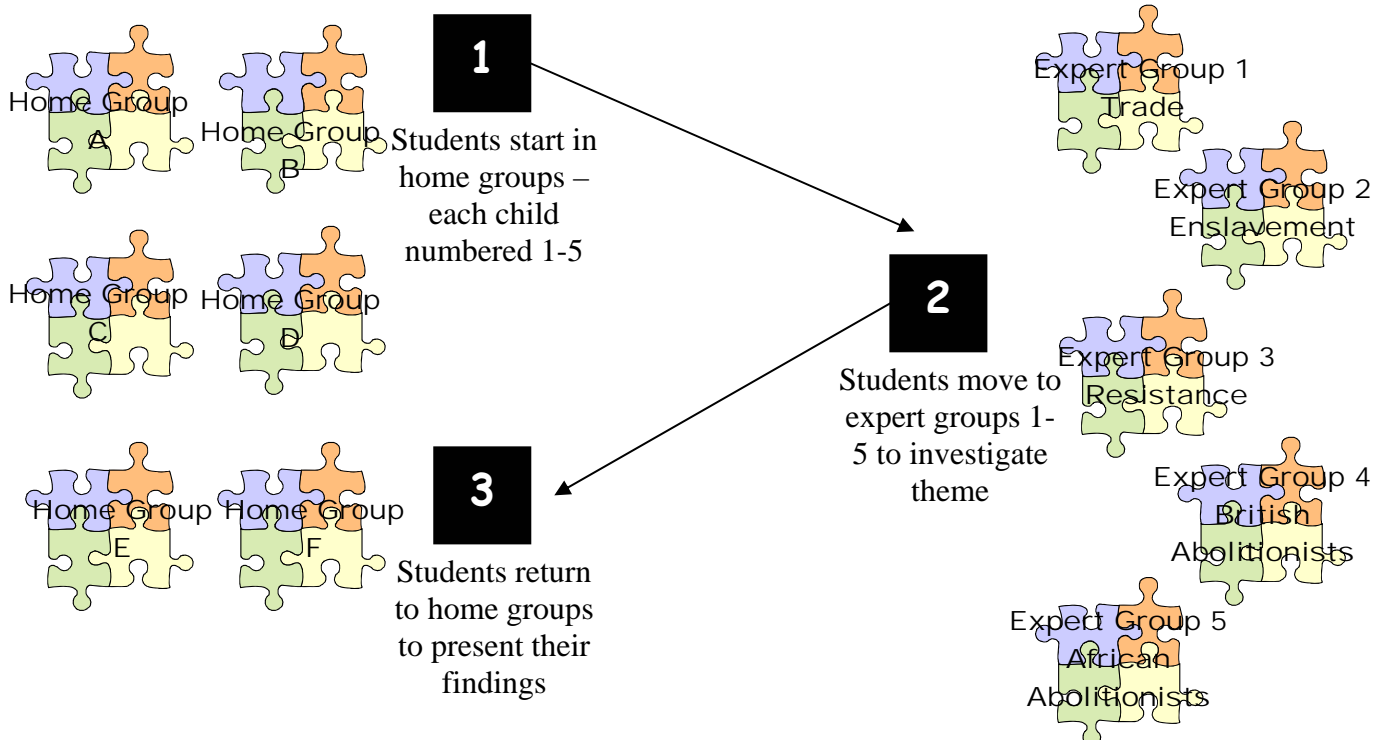 Home Group
A
Home Group
B
Home Group
C
Home Group
D
Home Group
E
Home Group
F
1
Students start in
home groups –
each child
numbered 1-5
2
Students move to
expert groups 1-
5 to investigate
theme
3
Students return
to home groups
to present their
findings
Expert Group 1
Trade
Expert Group 2
Enslavement
Expert Group 3
Resistance
Expert Group 4
British
Abolitionists
Expert Group 5
African
Abolitionists